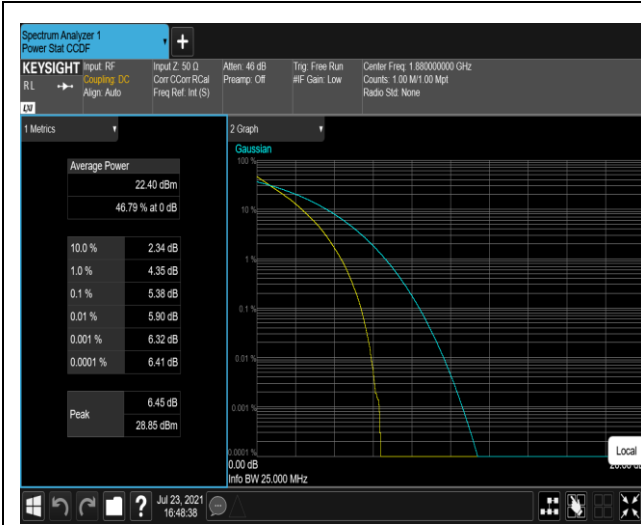 Spectrum Analyzer 1
Power Stat CCDF
+
KEYSIGHT
RL
LXI
Input: RF
Coupling: DC
Align: Auto
Input Z: 50 Ω
Corr CCorr RCal
Freq Ref: Int (S)
Atten: 46 dB
Preamp: Off
Trig: Free Run
#IF Gain: Low
Center Freq: 1.880000000 GHz
Counts: 1.00 M/1.00 Mpt
Radio Std: None
1 Metrics
Average Power
22.40 dBm
46.79 % at 0 dB
10.0 % 2.34 dB
1.0 % 4.35 dB
0.1 % 5.38 dB
0.01 % 5.90 dB
0.001 % 6.32 dB
0.0001 % 6.41 dB
Peak
6.45 dB
28.85 dBm
2 Graph
Gaussian
100 %
10 %
1 %
0.1 %
0.01 %
0.001 %
0.0001 %
0.00 dB
Info BW 25.000 MHz
Local
?
Jul 23, 2021
16:48:38